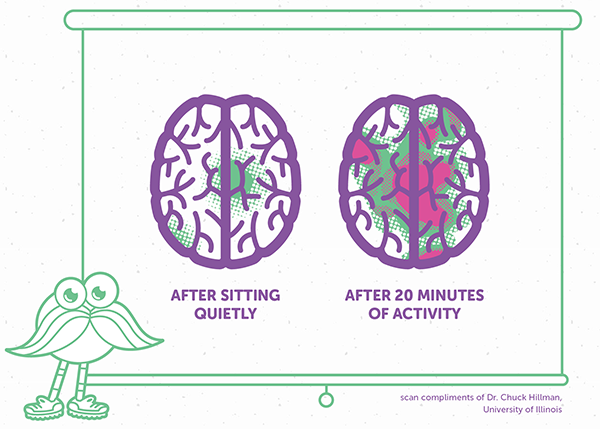 AFTER SITTING
QUIETLY
AFTER 20 MINUTES
OF ACTIVITY
scan compliments of Dr. Chuck Hillman,
University of Illinois